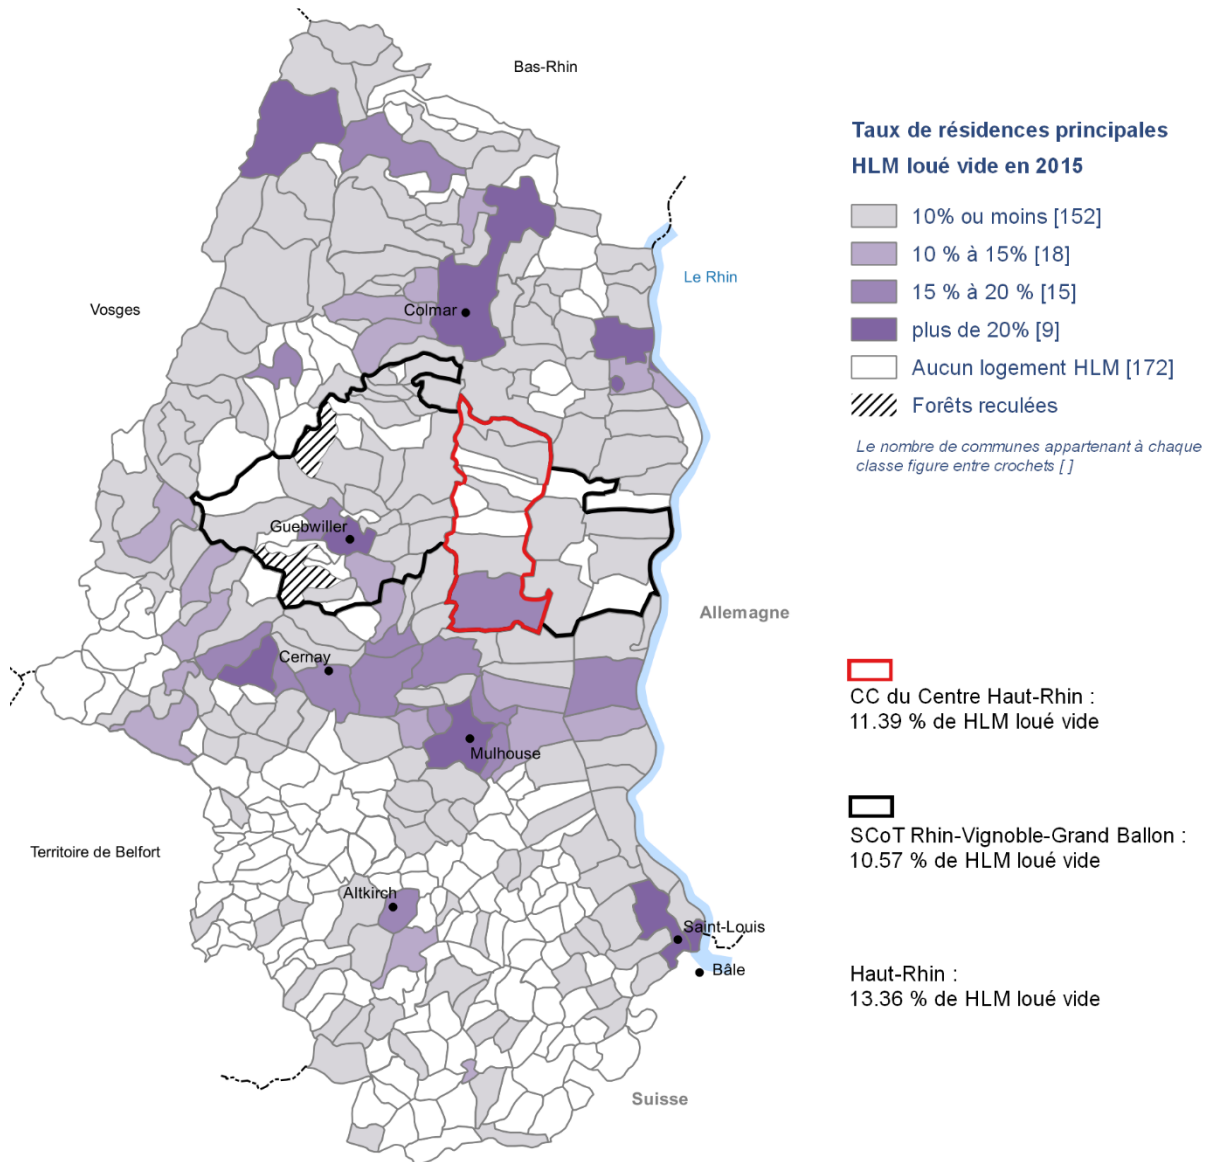 Bas-Rhin
Vosges
Le Rhin
Colmar
Guebwiller
Allemagne
Cernay
Mulhouse
Territoire de Belfort
Altkirch
Saint-Louis
Bâle
Suisse
Taux de résidences principales
HLM loué vide en 2015
10% ou moins [152]
10 % à 15% [18]
15 % à 20 % [15]
plus de 20% [9]
Aucun logement HLM [172]
Forêts reculées
Le nombre de communes appartenant à chaque
classe figure entre crochets [ ]
CC du Centre Haut-Rhin :
11.39 % de HLM loué vide
SCoT Rhin-Vignoble-Grand Ballon :
10.57 % de HLM loué vide
Haut-Rhin :
13.36 % de HLM loué vide